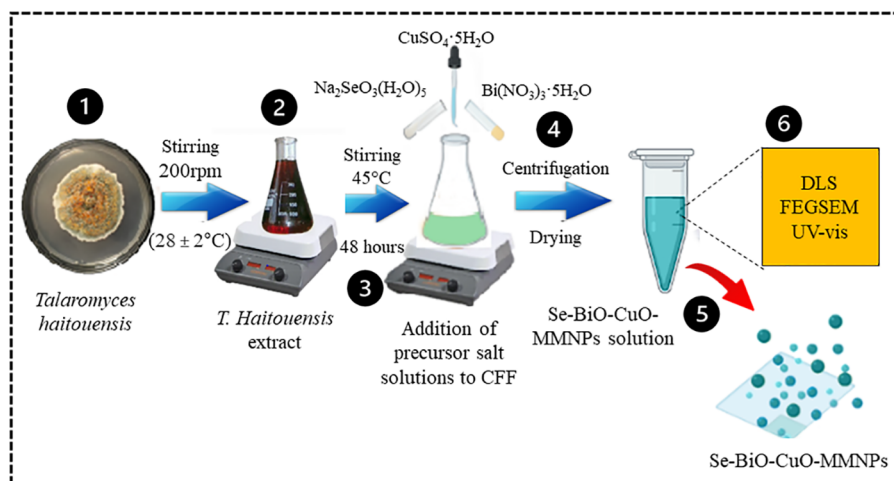 1
Talaromyces
haitouensis
Stirring
200rpm
(28 ± 2°C)
2
T. Haitouensis
extract
Stirring
45°C
48 hours
3
CuSO₄·5H₂O
Na₂SeO₃(H₂O)₅
Bi(NO₃)₃·5H₂O
Addition of
precursor salt
solutions to CFF
4
Centrifugation
Drying
Se-BiO-CuO-
MMNPs solution
5
Se-BiO-CuO-MMNPs
6
DLS
FEGSEM
UV-vis